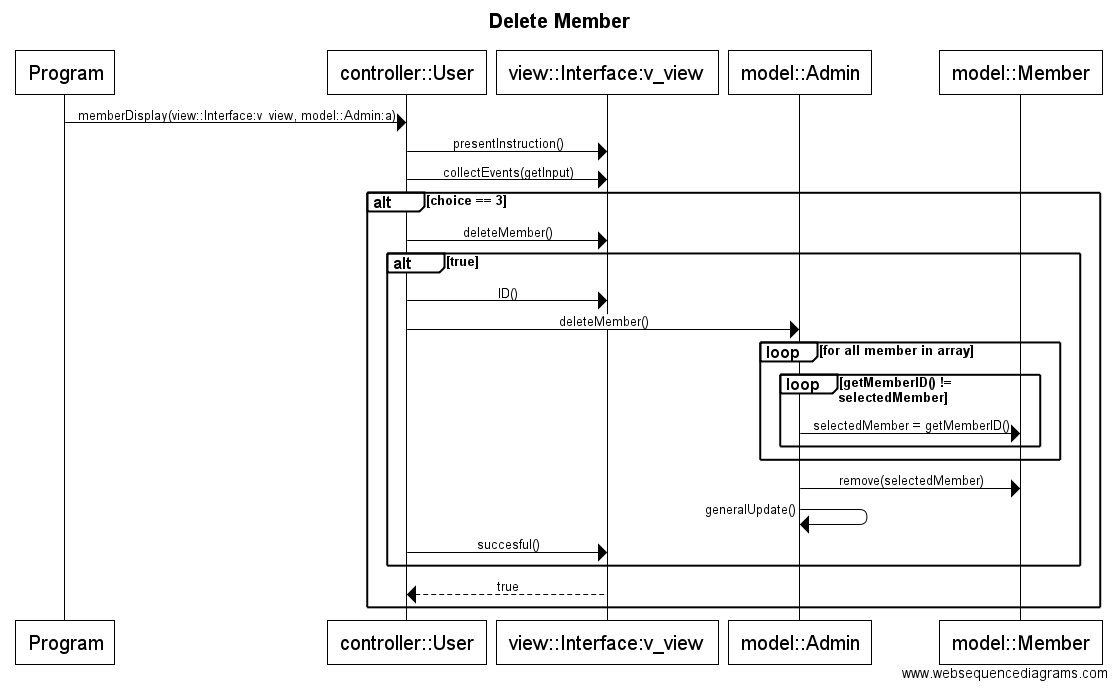 Delete Member
Program
controller::User
view::Interface:v_view
model::Admin
model::Member
memberDisplay(view::Interface:v_view, model::Admin:a)
presentInstruction()
collectEvents(getInput)
alt
[choice == 3]
deleteMember()
alt
[true]
ID()
deleteMember()
loop
[for all member in array]
loop
[getMemberID() !=
selectedMember]
selectedMember = getMemberID()
remove(selectedMember)
generalUpdate()
succesful()
true
Program
controller::User
view::Interface:v_view
model::Admin
model::Member
www.websequencediagrams.com